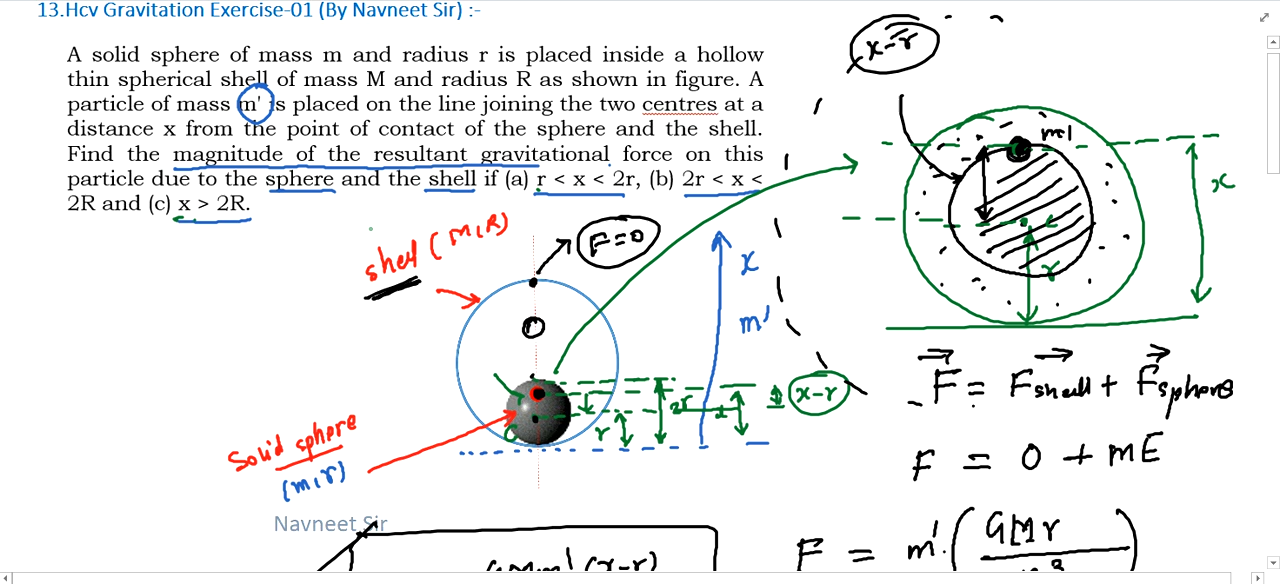 13.Hcv Gravitation Exercise-01 (By Navneet Sir) :-
A solid sphere of mass m and radius r is placed inside a hollow
thin spherical shell of mass M and radius R as shown in figure. A
particle of mass m' is placed on the line joining the two centres at a
distance x from the point of contact of the sphere and the shell.
Find the magnitude of the resultant gravitational force on this
particle due to the sphere and the shell if (a) r < x < 2r, (b) 2r < x <
2R and (c) x > 2R.
x-r
m'
x
r
shell (M,R)
F=0
x
m'
x-r
2r
x
r
Solid sphere
(m,r)
Navneet Sir
F = Fshell + Fsphere
F = 0 + mE
F = m'. ( GMr
GMm' (x-r)